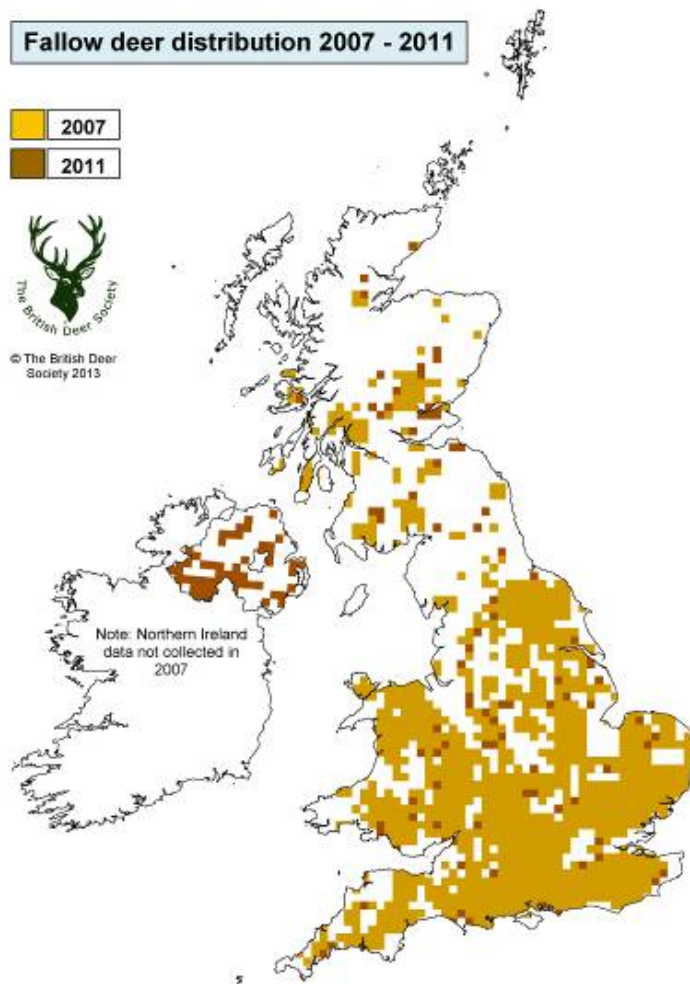 Fallow deer distribution 2007 - 2011
2007
2011
The British Deer Society
© The British Deer
Society 2013
Note: Northern Ireland
data not collected in
2007